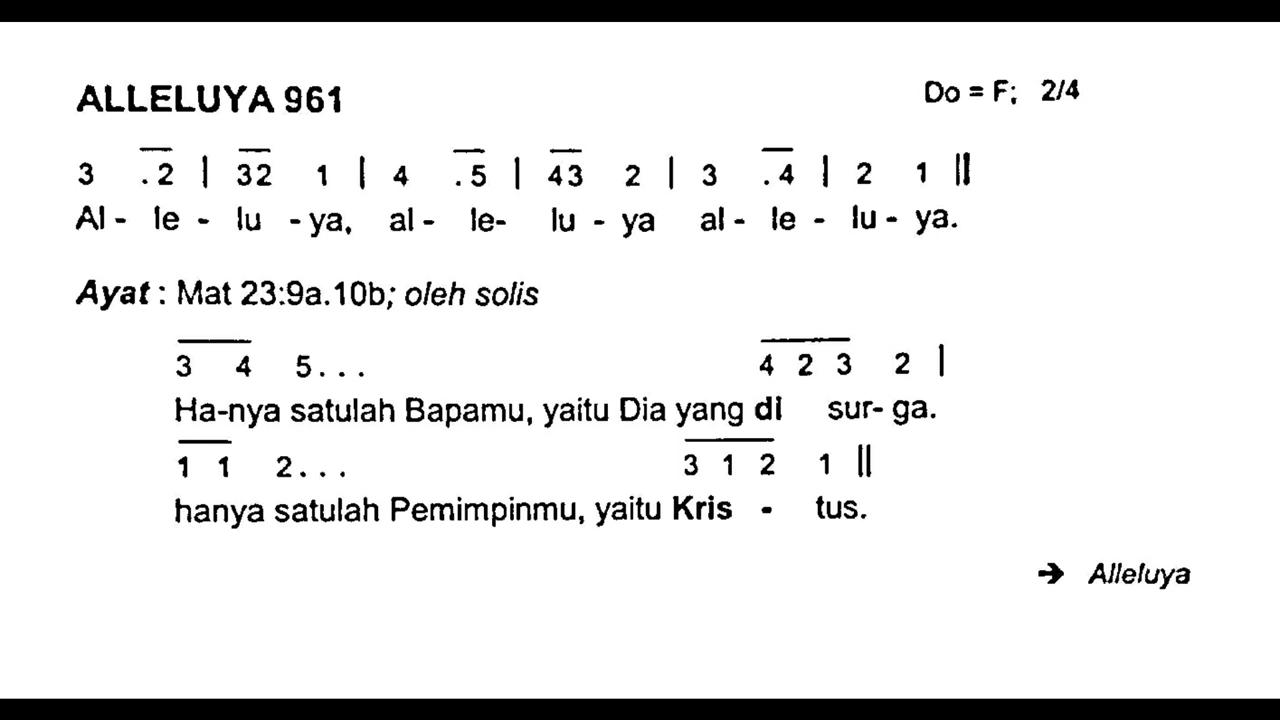 ALLELUYA 961 Do = F; 2/4
3 .2 | 32 1 | 4 .5 | 43 2 | 3 .4 | 2 1 ||
Al - le - lu - ya, al - le- lu - ya al - le - lu - ya.
Ayat : Mat 23:9a.10b; oleh solis
3 4 5... 4 2 3 2 |
Ha-nya satulah Bapamu, yaitu Dia yang di sur- ga.
1 1 2... 3 1 2 1 ||
hanya satulah Pemimpinmu, yaitu Kris - tus.
→ Alleluya